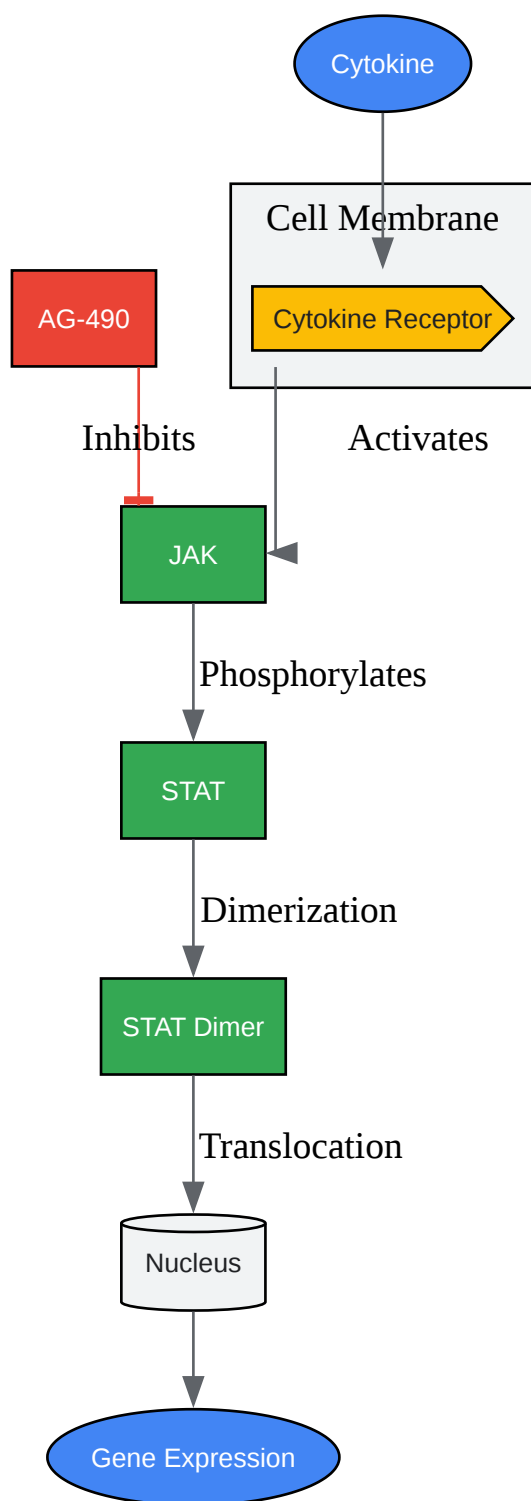 Cytokine
Cell Membrane
AG-490
Cytokine Receptor
Inhibits
Activates
JAK
Phosphorylates
STAT
Dimerization
STAT Dimer
Translocation
Nucleus
Gene Expression